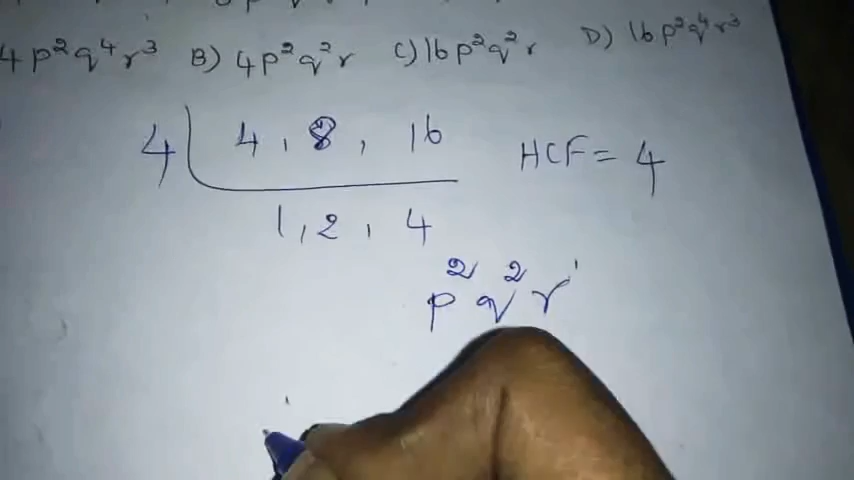 4p²q⁴r³ B) 4p²q²r C) 16p²q²r D) 16p²q⁴r³
4 | 4, 8, 16 HCF = 4
1, 2, 4
p²q²r¹